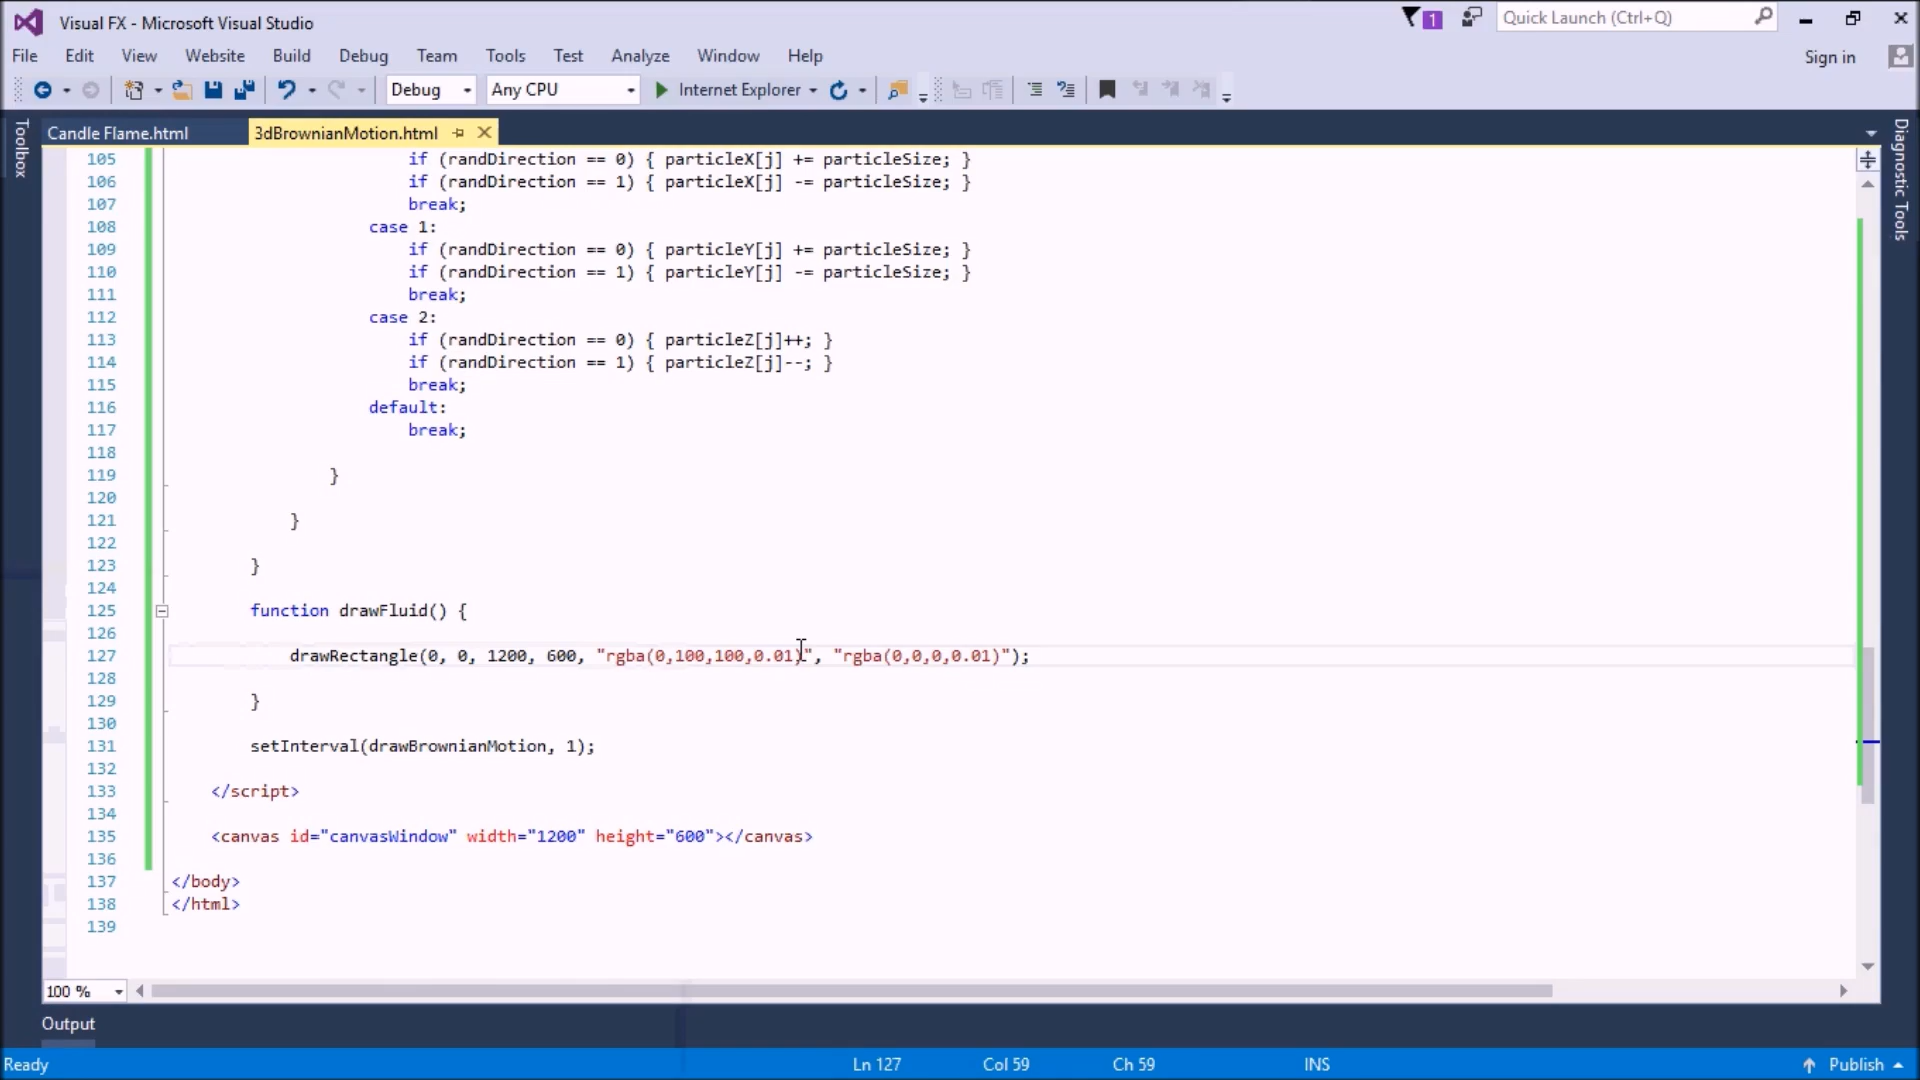 Visual FX - Microsoft Visual Studio
1
Quick Launch (Ctrl+Q)
File Edit View Website Build Debug Team Tools Test Analyze Window Help
Sign in
Debug Any CPU Internet Explorer
Toolbox
Candle Flame.html 3dBrownianMotion.html
Diagnostic Tools
105 if (randDirection == 0) { particleX[j] += particleSize; }
106 if (randDirection == 1) { particleX[j] -= particleSize; }
107 break;
108 case 1:
109 if (randDirection == 0) { particleY[j] += particleSize; }
110 if (randDirection == 1) { particleY[j] -= particleSize; }
111 break;
112 case 2:
113 if (randDirection == 0) { particleZ[j]++; }
114 if (randDirection == 1) { particleZ[j]--; }
115 break;
116 default:
117 break;
118
119 }
120
121 }
122
123 }
124
125 function drawFluid() {
126
127 drawRectangle(0, 0, 1200, 600, "rgba(0,100,100,0.01)", "rgba(0,0,0,0.01)");
128
129 }
130
131 setInterval(drawBrownianMotion, 1);
132
133 </script>
134
135 <canvas id="canvasWindow" width="1200" height="600"></canvas>
136
137 </body>
138 </html>
139
100 %
Output
Ready Ln 127 Col 59 Ch 59 INS Publish